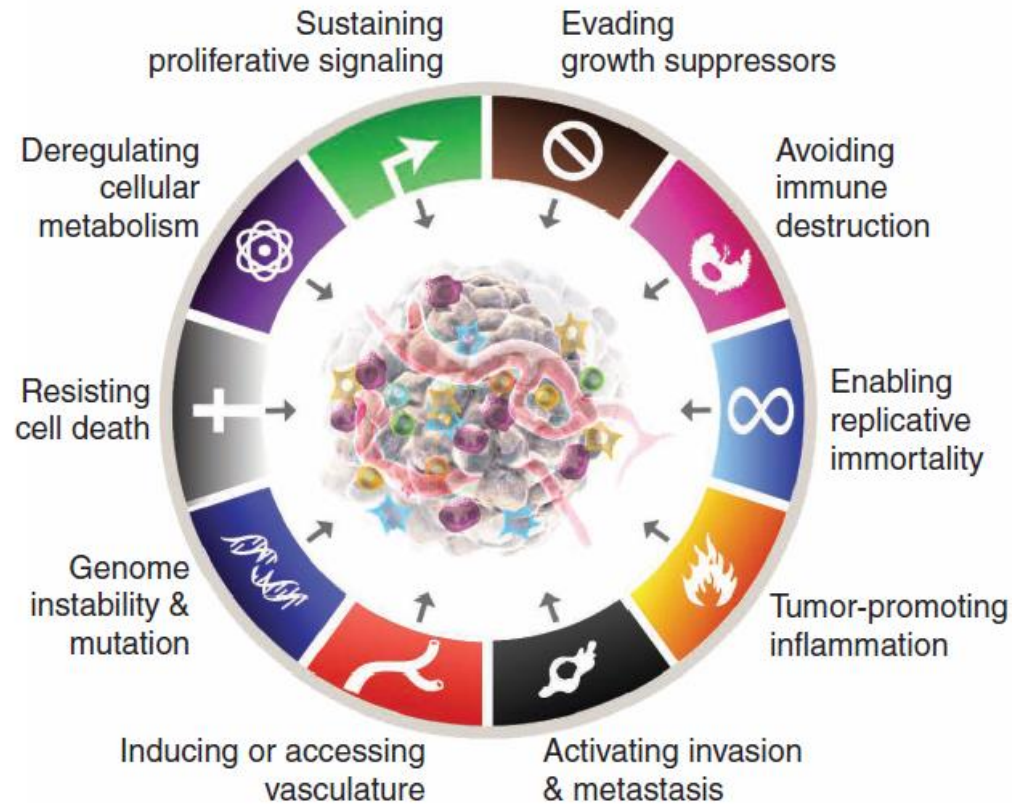 Sustaining
proliferative signaling
Evading
growth suppressors
Avoiding
immune
destruction
Enabling
replicative
immortality
Tumor-promoting
inflammation
Activating invasion
& metastasis
Inducing or accessing
vasculature
Genome
instability &
mutation
Resisting
cell death
Deregulating
cellular
metabolism